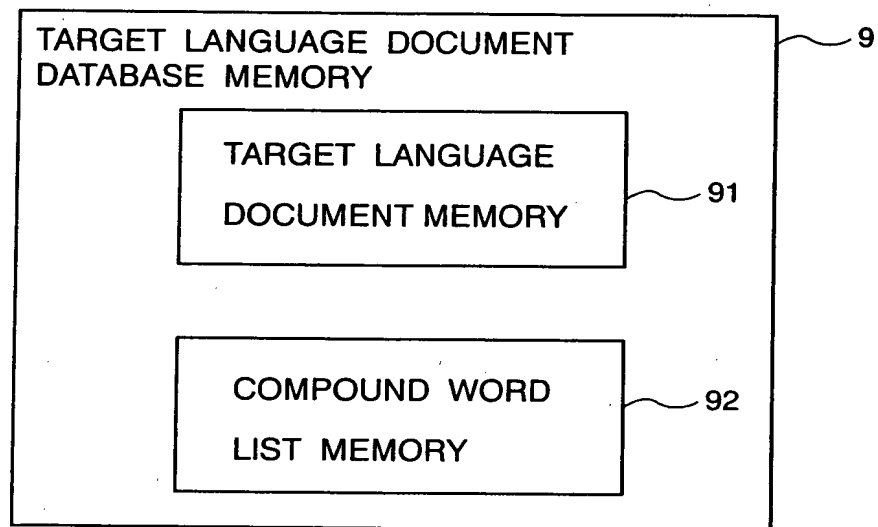 TARGET LANGUAGE DOCUMENT
DATABASE MEMORY
9
TARGET LANGUAGE
DOCUMENT MEMORY
91
COMPOUND WORD
LIST MEMORY
92